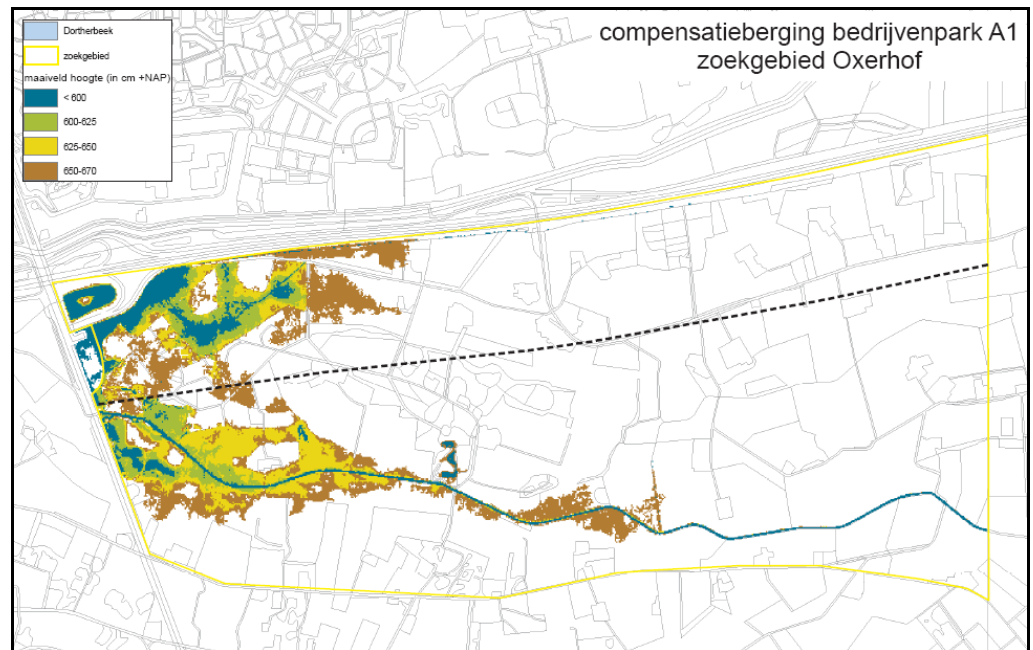 compensatieberging bedrijvenpark A1
zoekgebied Oxerhof
Dortherbeek
zoekgebied
maaiveld hoogte (in cm +NAP)
< 600
600-625
625-650
650-670